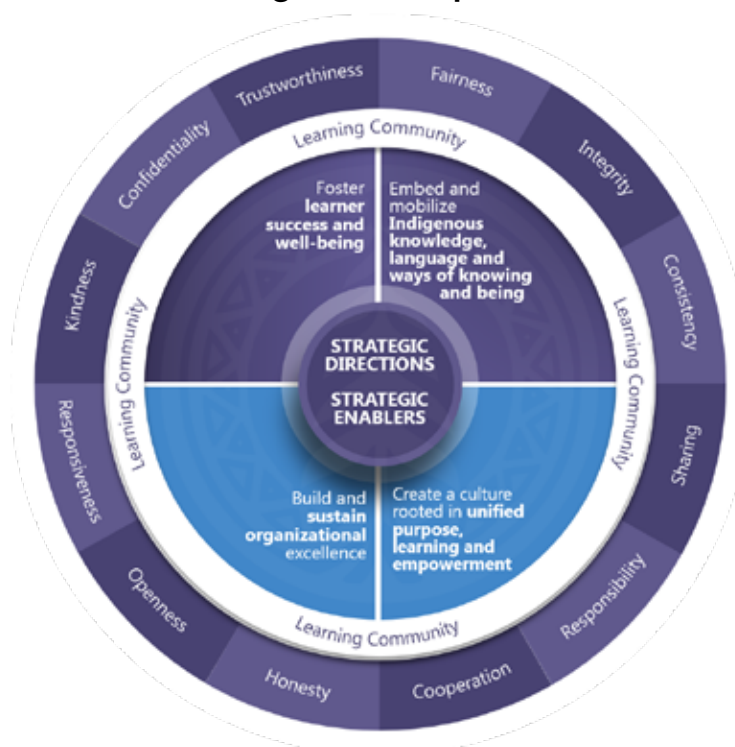 Trustworthiness
Fairness
Integrity
Consistency
Sharing
Responsibility
Cooperation
Honesty
Openness
Responsiveness
Kindness
Confidentiality
Learning Community
Learning Community
Learning Community
Learning Community
Foster
learner
success and
well-being
Embed and
mobilize
Indigenous
knowledge,
language and
ways of knowing
and being
STRATEGIC
DIRECTIONS
STRATEGIC
ENABLERS
Build and
sustain
organizational
excellence
Create a culture
rooted in unified
purpose,
learning and
empowerment